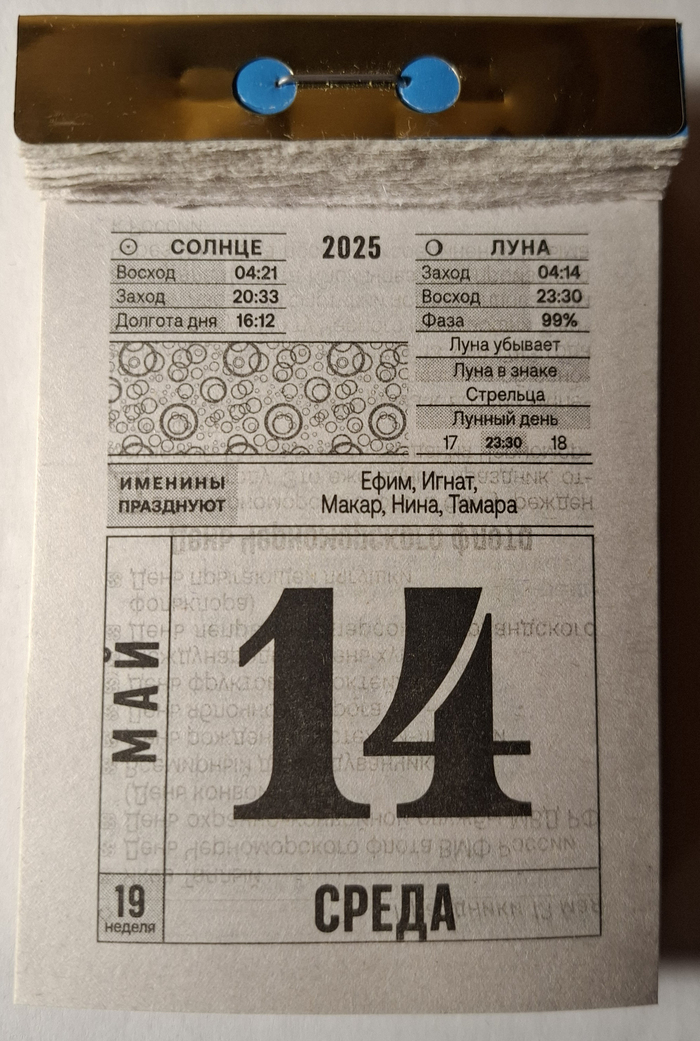 СОЛНЦЕ
Восход 04:21
Заход 20:33
Долгота дня 16:12
2025
ЛУНА
Заход 04:14
Восход 23:30
Фаза 99%
Луна убывает
Луна в знаке
Стрельца
Лунный день
17 23:30 18
ИМЕНИНЫ
ПРАЗДНУЮТ
Ефим, Игнат,
Макар, Нина, Тамара
МАЙ
14
19
неделя
СРЕДА